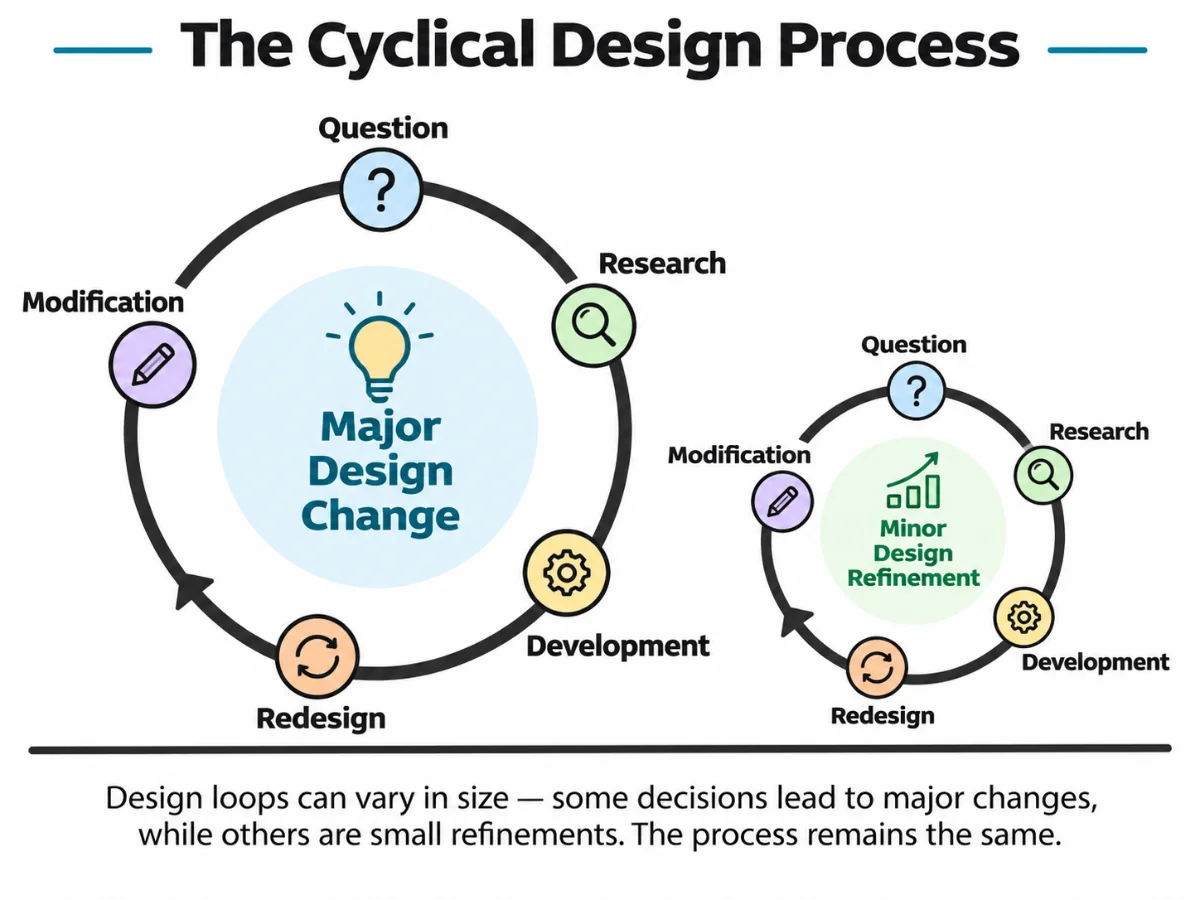 The Cyclical Design Process
Question
?
Research
Modification
Major
Design
Change
Development
Redesign
Question
?
Research
Modification
Minor
Design
Refinement
Development
Redesign
Design loops can vary in size — some decisions lead to major changes,
while others are small refinements. The process remains the same.